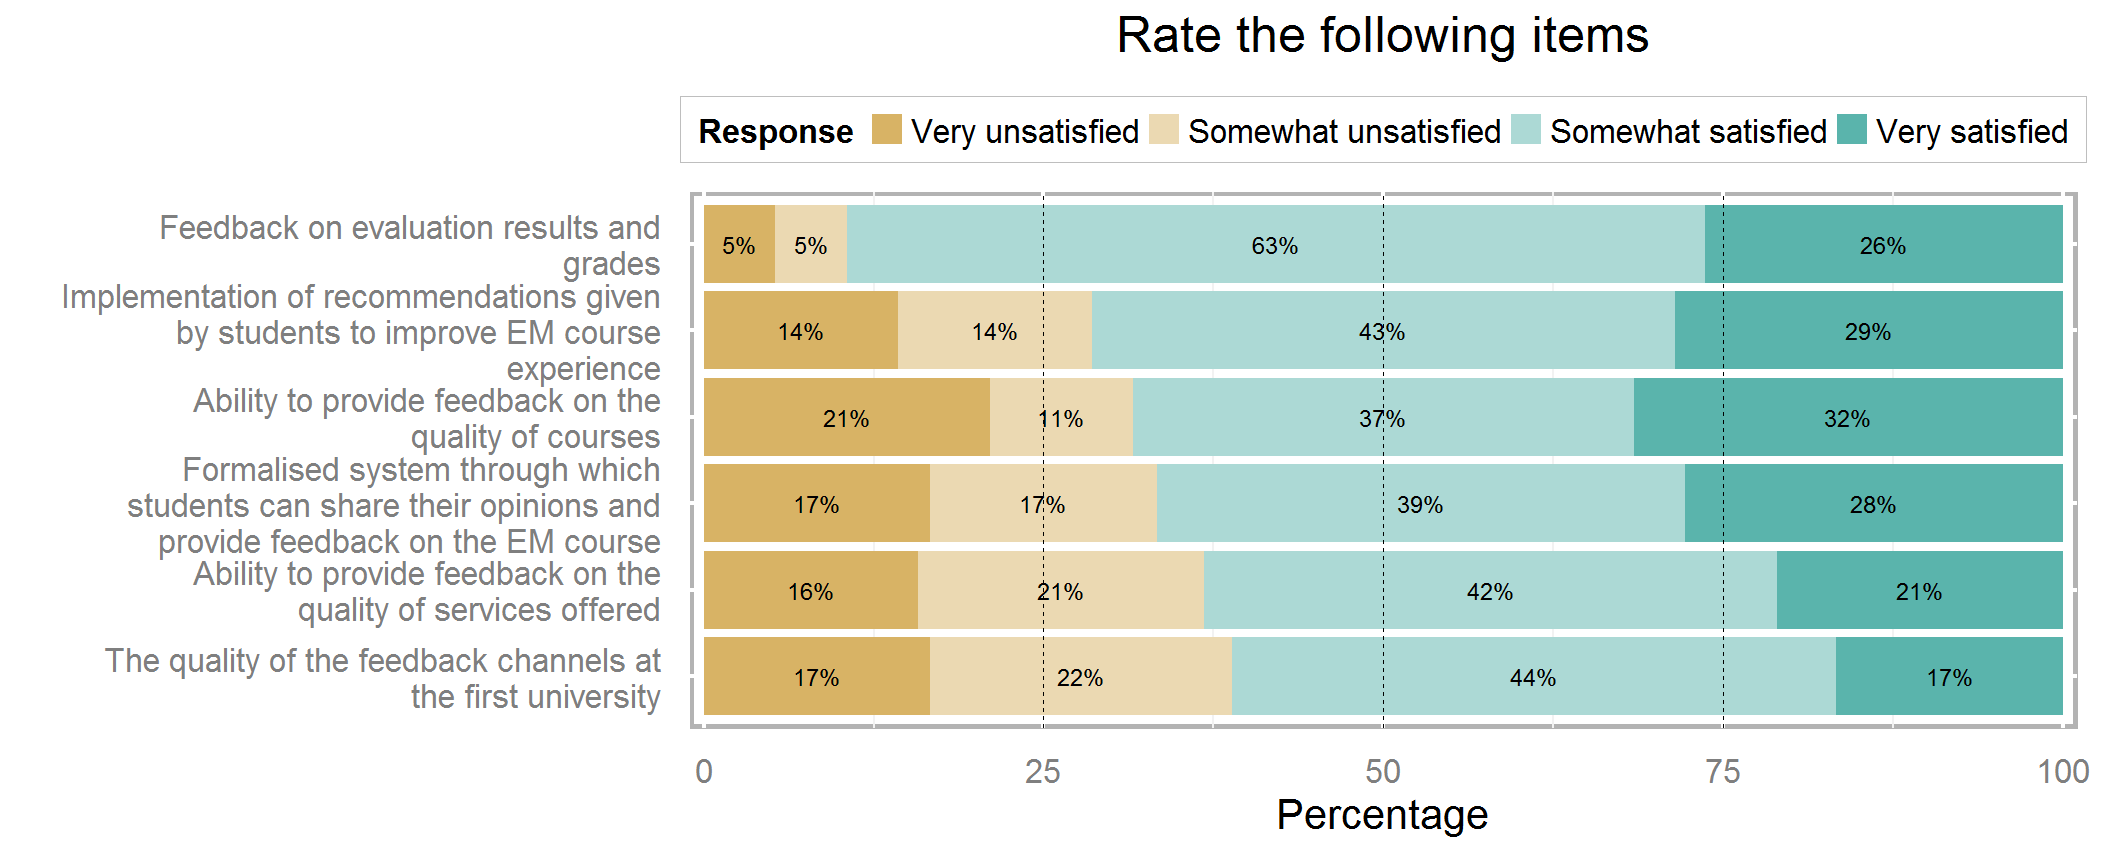 Rate the following items
Response Very unsatisfied Somewhat unsatisfied Somewhat satisfied Very satisfied
Feedback on evaluation results and
grades
5% 5% 63% 26%
Implementation of recommendations given
by students to improve EM course
experience
14% 14% 43% 29%
Ability to provide feedback on the
quality of courses
21% 11% 37% 32%
Formalised system through which
students can share their opinions and
provide feedback on the EM course
17% 17% 39% 28%
Ability to provide feedback on the
quality of services offered
16% 21% 42% 21%
The quality of the feedback channels at
the first university
17% 22% 44% 17%
0 25 50 75 100
Percentage